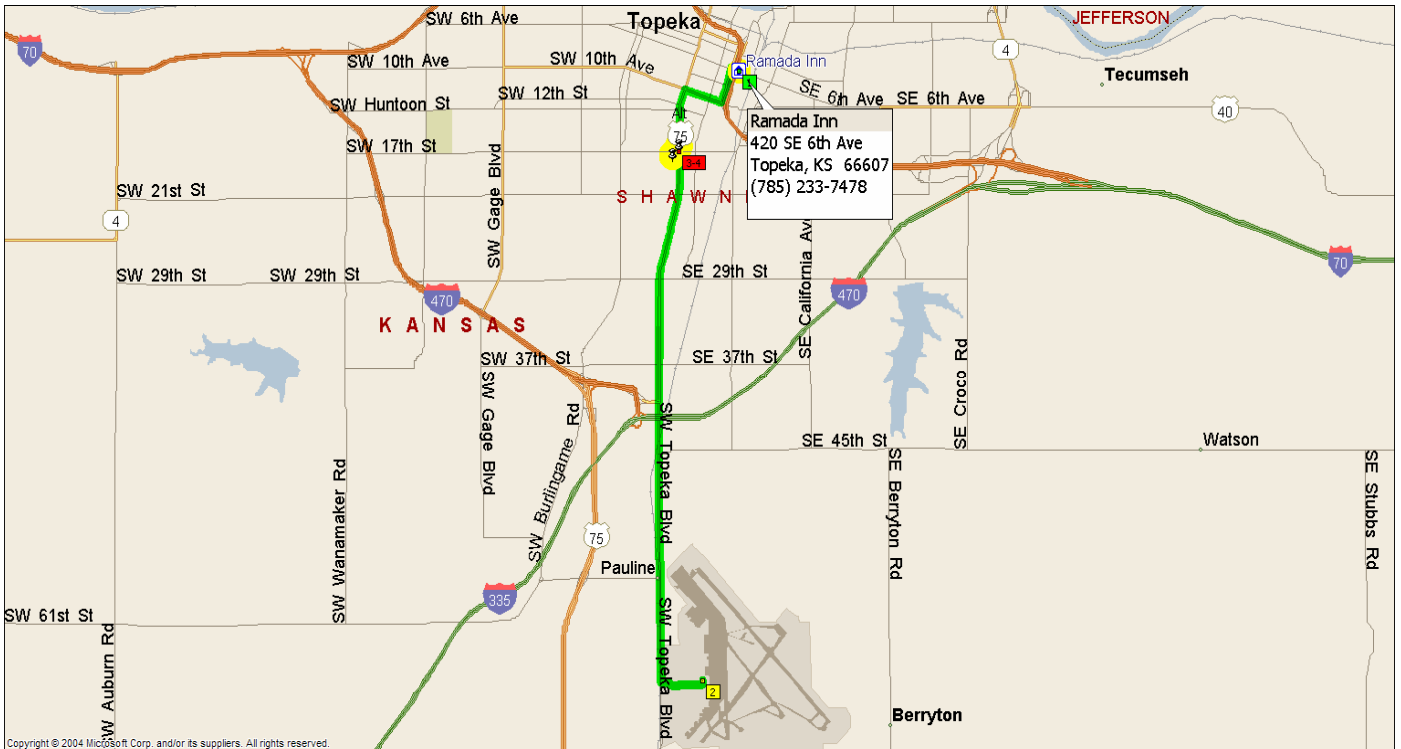 SW 6th Ave
Topeka
JEFFERSON
70
4
SW 10th Ave
SW 10th Ave
Ramada Inn
Tecumseh
1
SW Huntoon St
SW 12th St
SE 6th Ave
SE 6th Ave
40
Alt
75
Ramada Inn
420 SE 6th Ave
Topeka, KS 66607
(785) 233-7478
SW 17th St
3-4
SW Gage Blvd
SW 21st St
S H A W N
4
SE California Ave
SW 29th St
SW 29th St
SE 29th St
70
470
470
K A N S A S
SW 37th St
SE 37th St
SE Croco Rd
SW Gage Blvd
SW Burlingame Rd
SW Topeka Blvd
SE 45th St
Watson
SW Wanamaker Rd
SE Berryton Rd
SE Stubbs Rd
75
Pauline
335
SW 61st St
SW Auburn Rd
SW Topeka Blvd
2
Berryton
Copyright © 2004 Microsoft Corp. and/or its suppliers. All rights reserved.